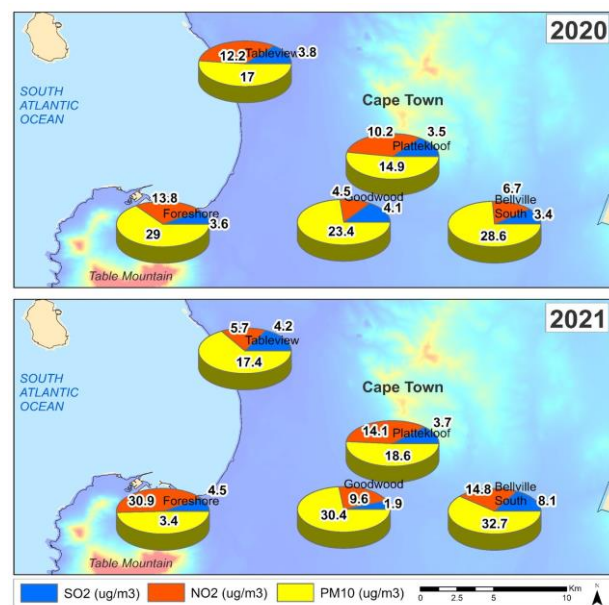 2020
12.2
Tableview
3.8
17
SOUTH
ATLANTIC
OCEAN
Cape Town
10.2
3.5
Plattekloof
14.9
13.8
Foreshore
3.6
29
4.5
Goodwood
4.1
23.4
6.7
Bellville
South
3.4
28.6
Table Mountain
2021
5.7
4.2
Tableview
17.4
SOUTH
ATLANTIC
OCEAN
Cape Town
14.1
3.7
Plattekloof
18.6
30.9
Foreshore
4.5
3.4
Goodwood
9.6
1.9
30.4
14.8
Bellville
South
8.1
32.7
Table Mountain
SO2 (ug/m3) NO2 (ug/m3) PM10 (ug/m3)
Km
0 2.5 5 10
N